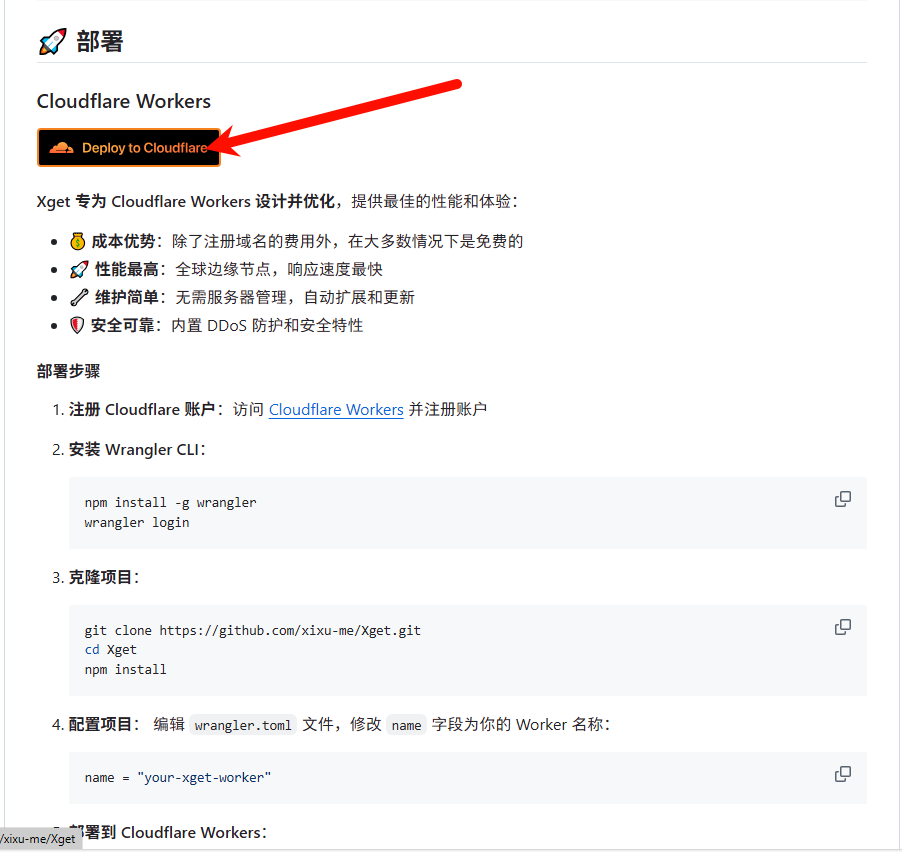 🚀 部署
Cloudflare Workers
Deploy to Cloudflare
Xget 专为 Cloudflare Workers 设计并优化，提供最佳的性能和体验：
• 💰 成本优势：除了注册域名的费用外，在大多数情况下是免费的
• 🚀 性能最高：全球边缘节点，响应速度最快
• 🔧 维护简单：无需服务器管理，自动扩展和更新
• 🛡️ 安全可靠：内置 DDoS 防护和安全特性
部署步骤
1. 注册 Cloudflare 账户：访问 Cloudflare Workers 并注册账户
2. 安装 Wrangler CLI：
npm install -g wrangler
wrangler login
3. 克隆项目：
git clone https://github.com/xixu-me/Xget.git
cd Xget
npm install
4. 配置项目： 编辑 wrangler.toml 文件，修改 name 字段为你的 Worker 名称：
name = "your-xget-worker"
部署到 Cloudflare Workers：
/xixu-me/Xget